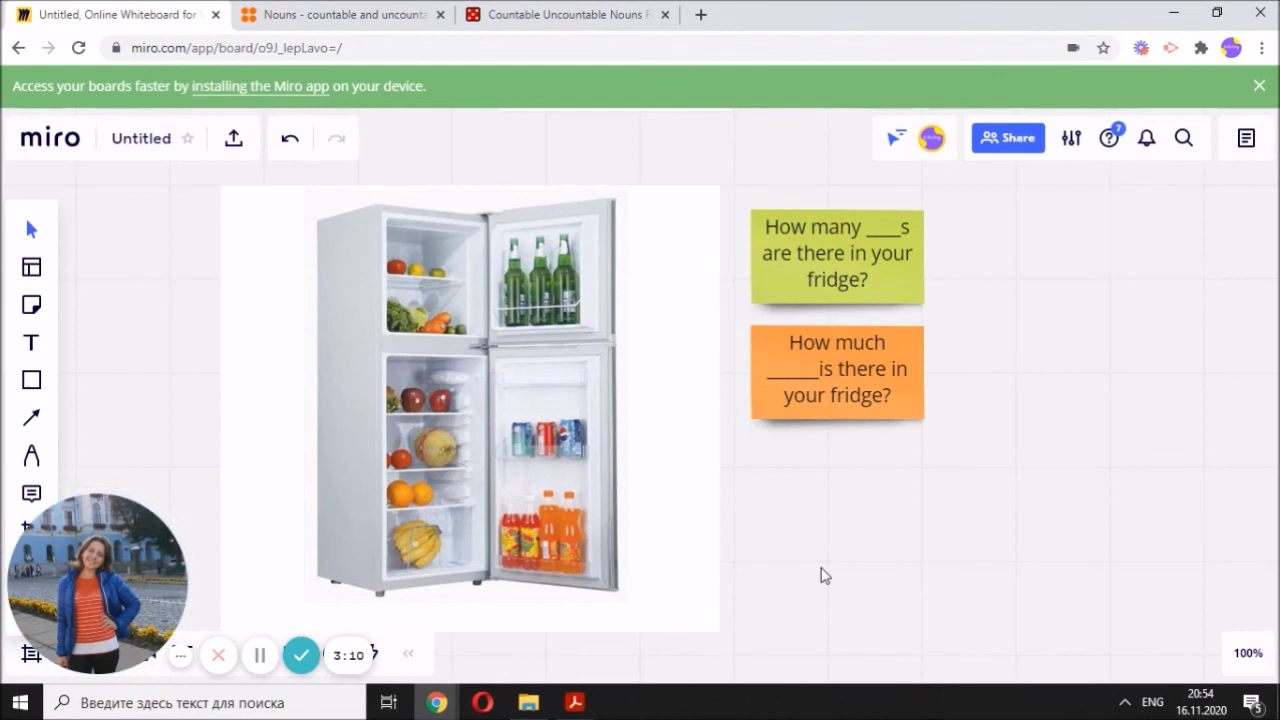 Untitled, Online Whiteboard for
Nouns - countable and uncounta
Countable Uncountable Nouns F
miro.com/app/board/o9J_lepLavo=/
Access your boards faster by installing the Miro app on your device.
miro
Untitled
Share
7
How many ____s
are there in your
fridge?
How much
______is there in
your fridge?
3:10
100%
Введите здесь текст для поиска
ENG
20:54
16.11.2020
5